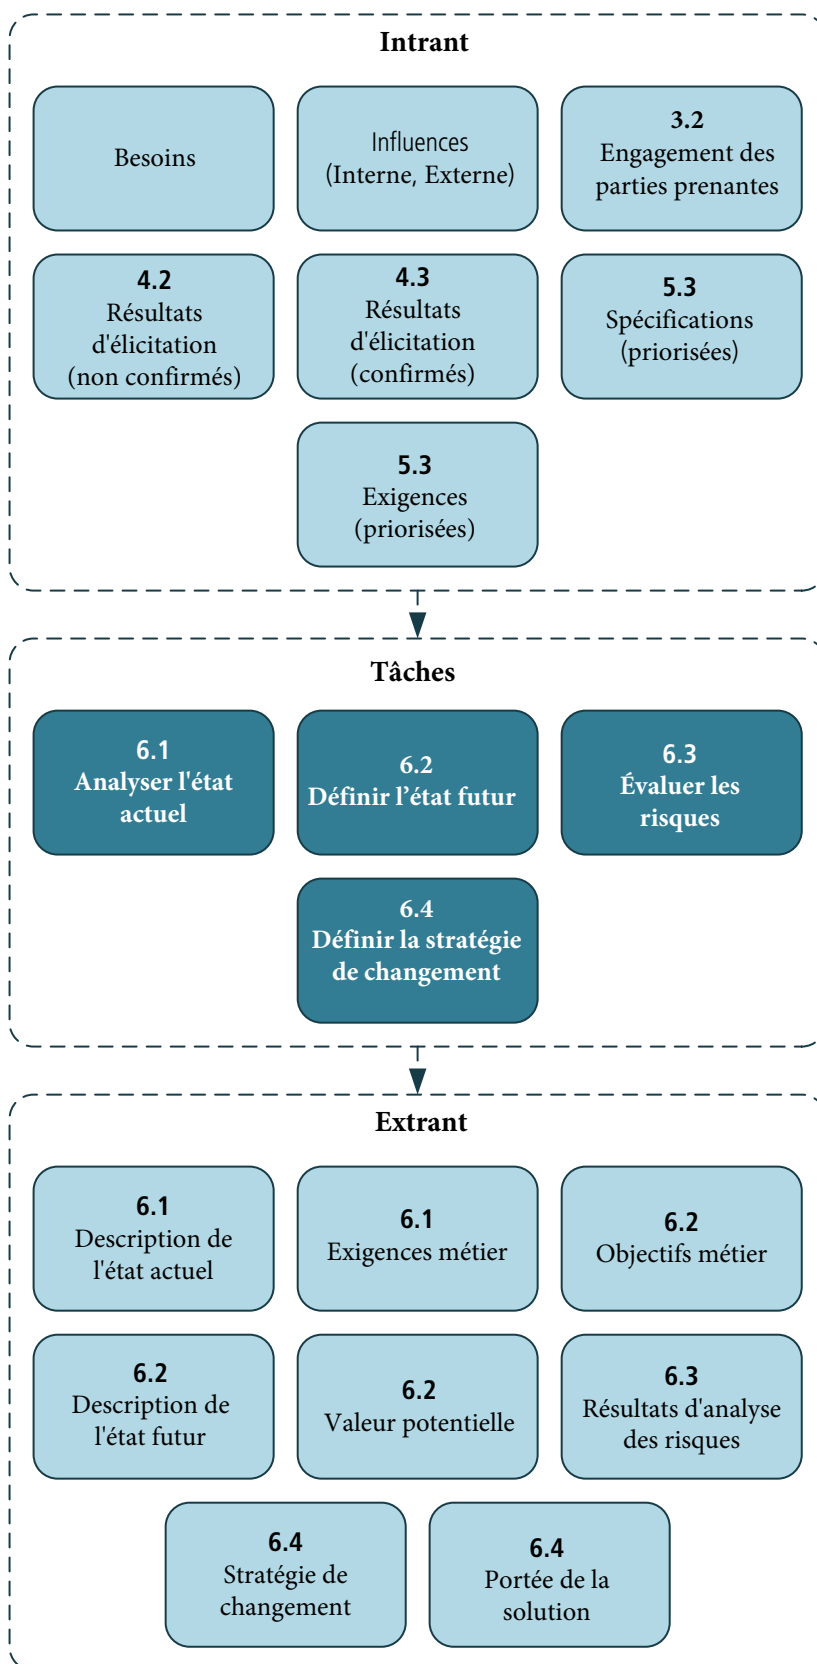 Intrant
Besoins
Influences
(Interne, Externe)
3.2
Engagement des
parties prenantes
4.2
Résultats
d'élicitation
(non confirmés)
4.3
Résultats
d'élicitation
(confirmés)
5.3
Spécifications
(priorisées)
5.3
Exigences
(priorisées)
Tâches
6.1
Analyser l'état
actuel
6.2
Définir l’état futur
6.3
Évaluer les
risques
6.4
Définir la stratégie
de changement
Extrant
6.1
Description de
l'état actuel
6.1
Exigences métier
6.2
Objectifs métier
6.2
Description de
l'état futur
6.2
Valeur potentielle
6.3
Résultats d'analyse
des risques
6.4
Stratégie de
changement
6.4
Portée de la
solution